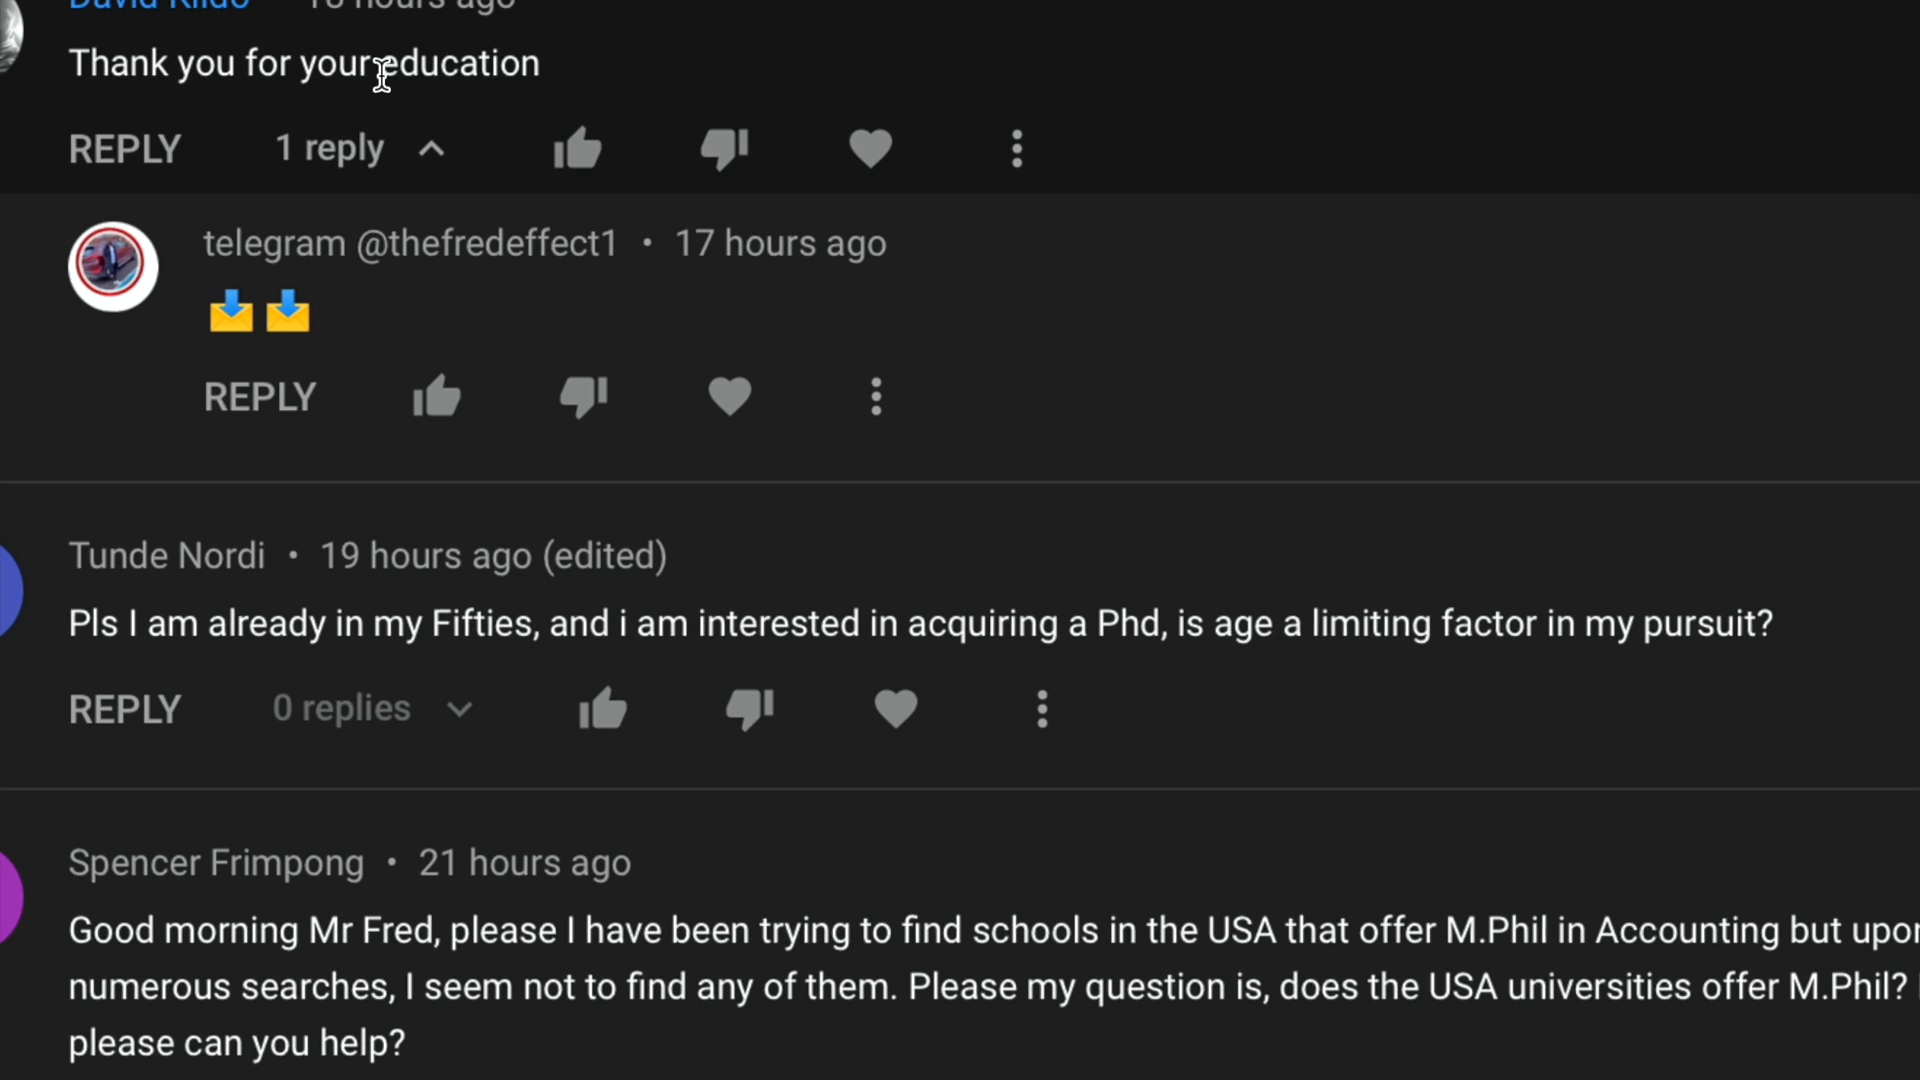 Thank you for your education
REPLY 1 reply
telegram @thefredeffect1 • 17 hours ago
REPLY
Tunde Nordi • 19 hours ago (edited)
Pls I am already in my Fifties, and i am interested in acquiring a Phd, is age a limiting factor in my pursuit?
REPLY 0 replies
Spencer Frimpong • 21 hours ago
Good morning Mr Fred, please I have been trying to find schools in the USA that offer M.Phil in Accounting but upon
numerous searches, I seem not to find any of them. Please my question is, does the USA universities offer M.Phil?
please can you help?